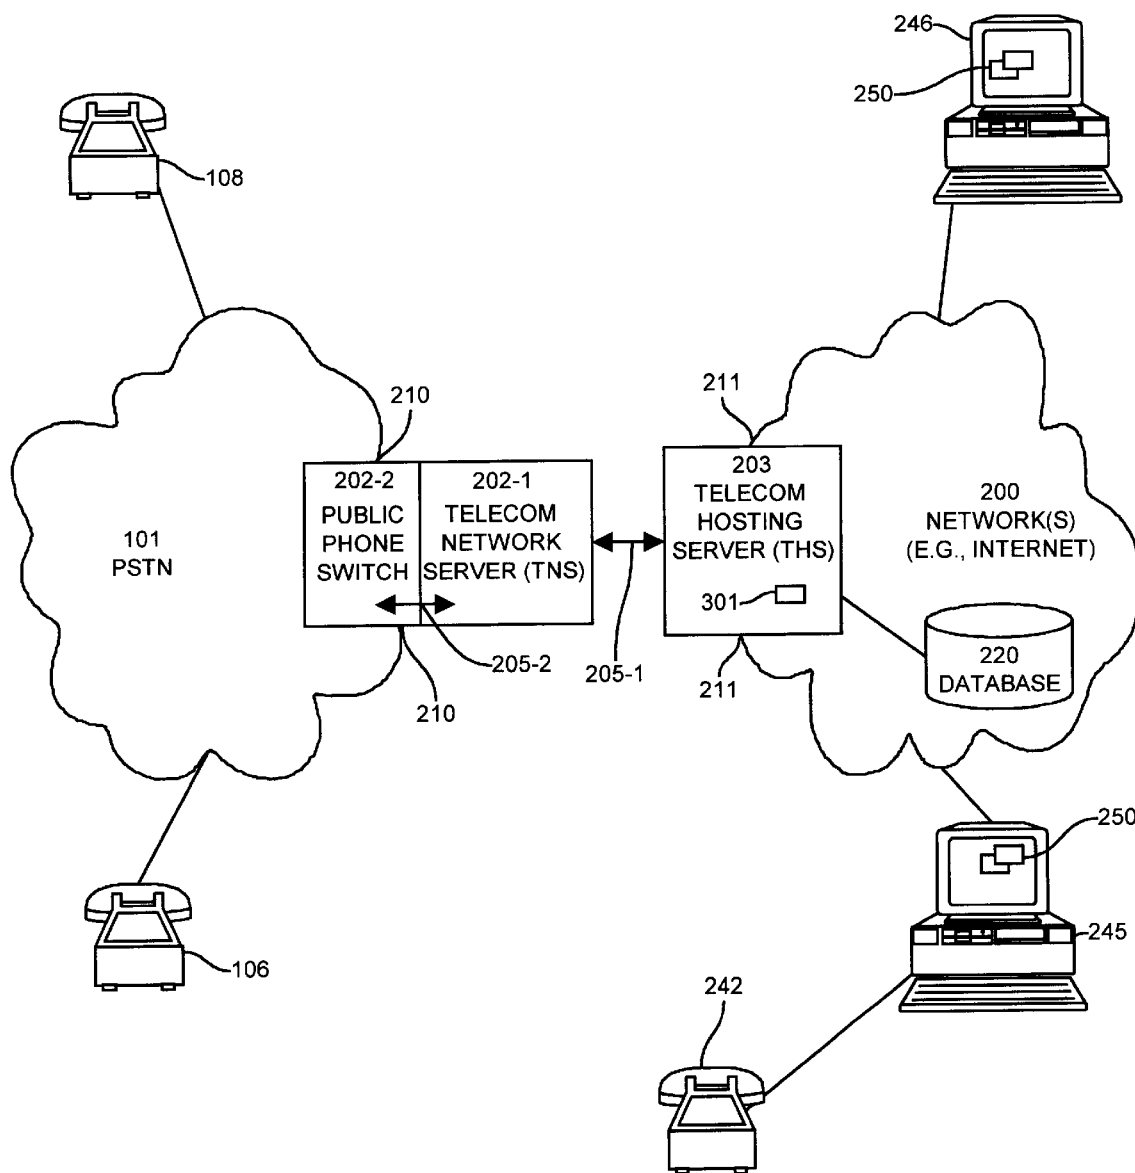 246
250
108
210
211
202-2
PUBLIC
PHONE
SWITCH
202-1
TELECOM
NETWORK
SERVER (TNS)
203
TELECOM
HOSTING
SERVER (THS)
301
200
NETWORK(S)
(E.G., INTERNET)
101
PSTN
220
DATABASE
205-2
205-1
210
211
250
245
106
242